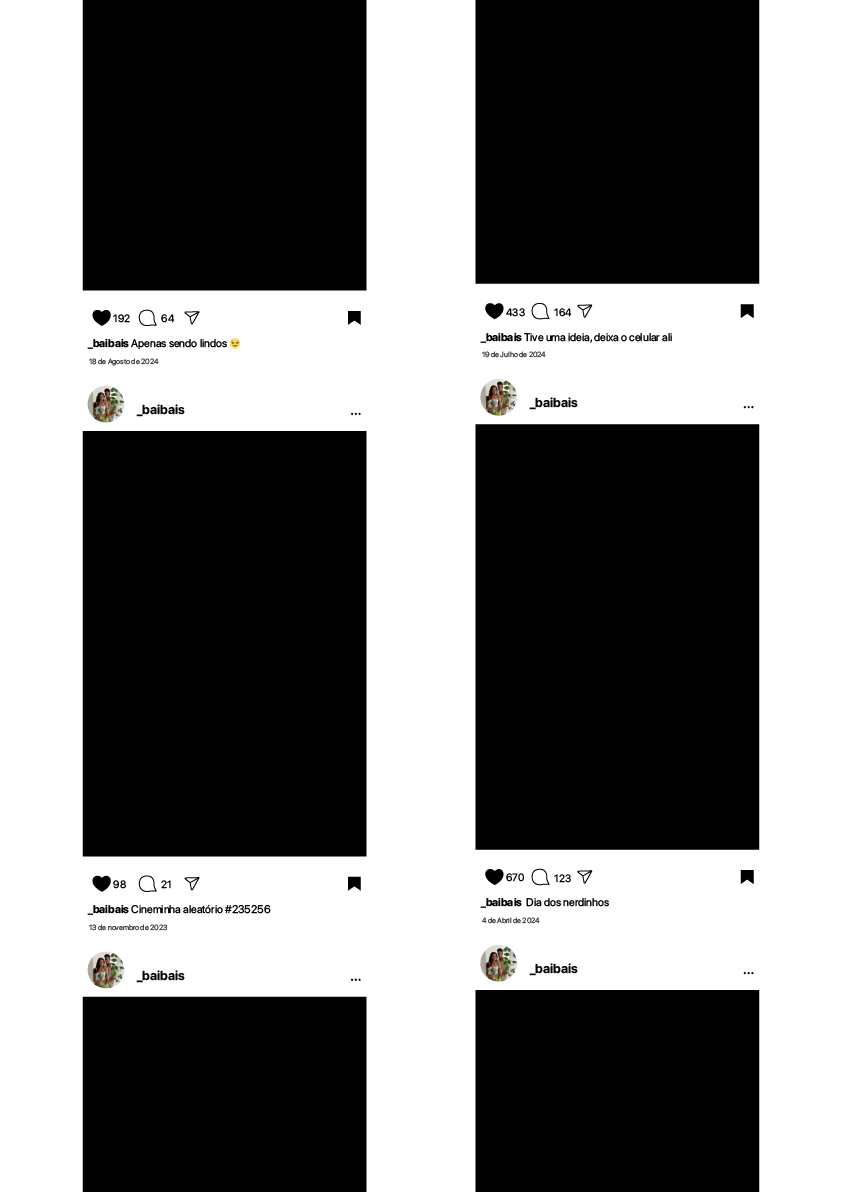 192 64
_baibais Apenas sendo lindos 😉
18 de Agosto de 2024
_baibais
...
98 21
_baibais Cineminha aleatório #235256
13 de novembro de 2023
_baibais
...
433 164
_baibais Tive uma ideia, deixa o celular ali
19 de Julho de 2024
_baibais
...
670 123
_baibais Dia dos nerdinhos
4 de Abril de 2024
_baibais
...